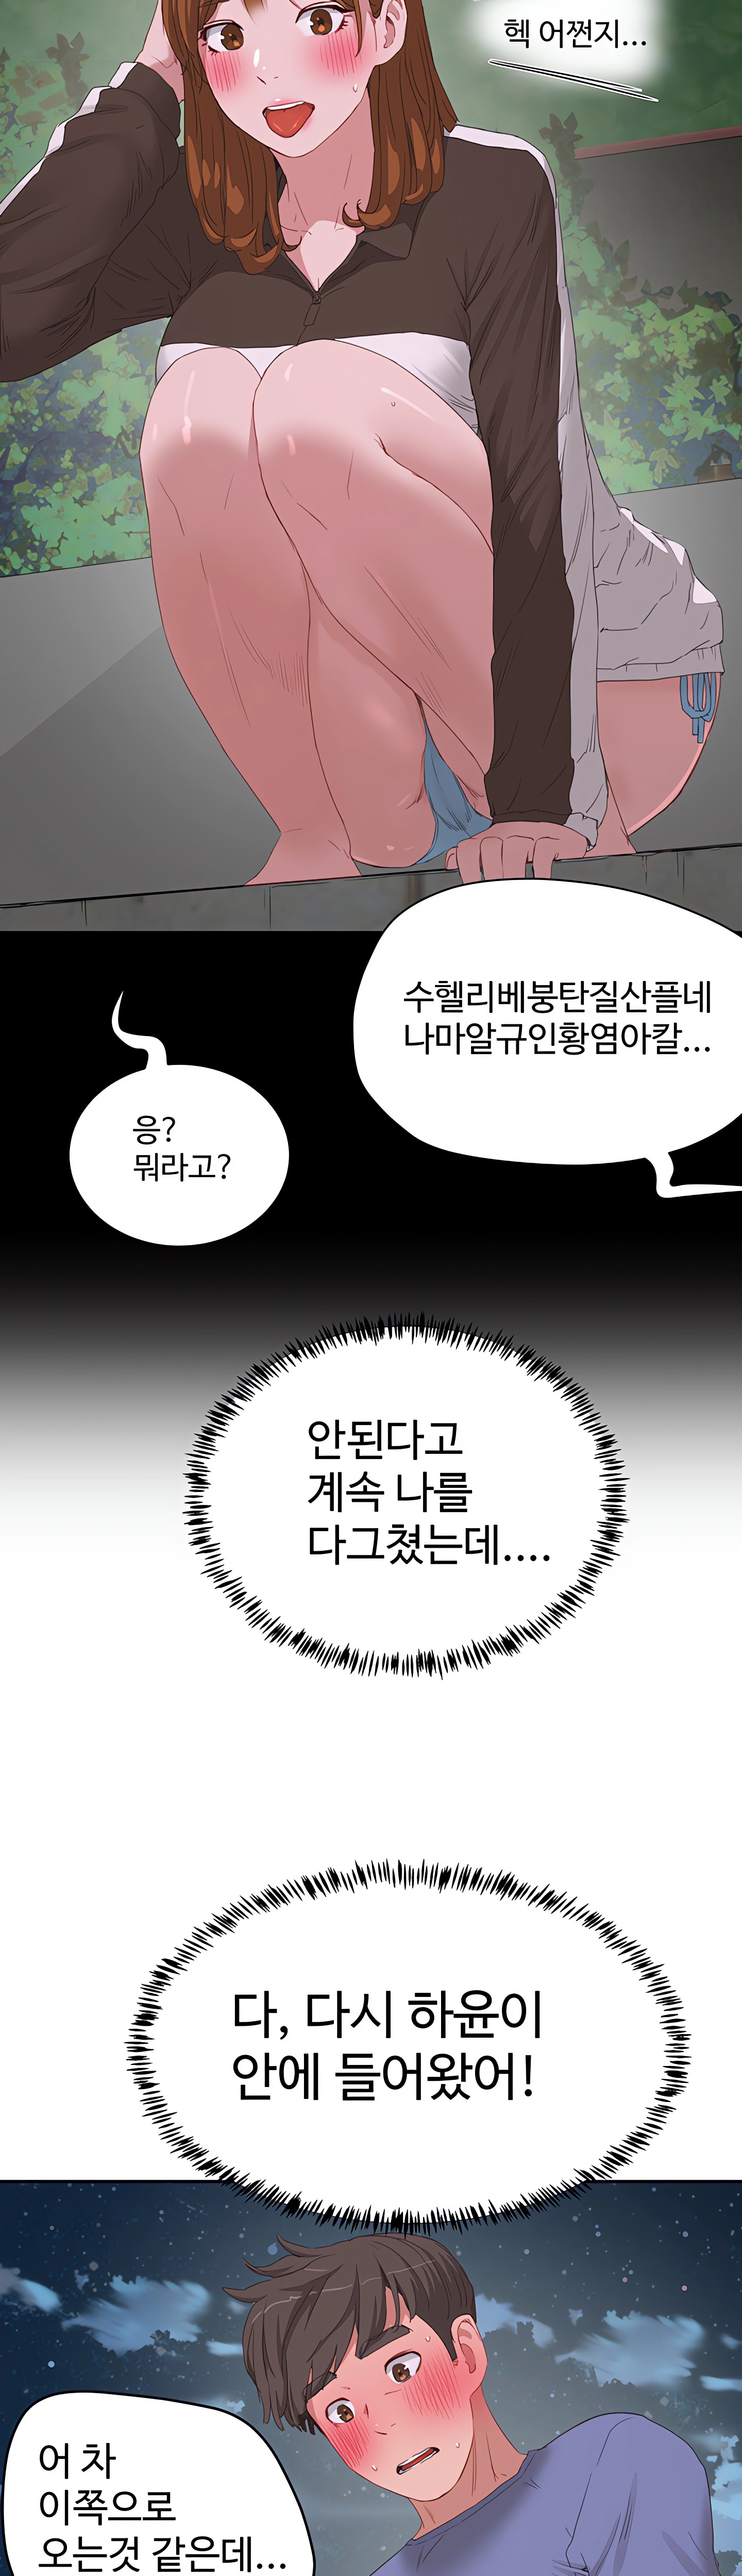 헥 어쩐지...
수헬리베붕탄질산플네
나마알규인황염아칼...
응?
뭐라고?
안된다고
계속 나를
다그쳤는데....
다, 다시 하윤이
안에 들어왔어!
어 차
이쪽으로
오는것 같은데...